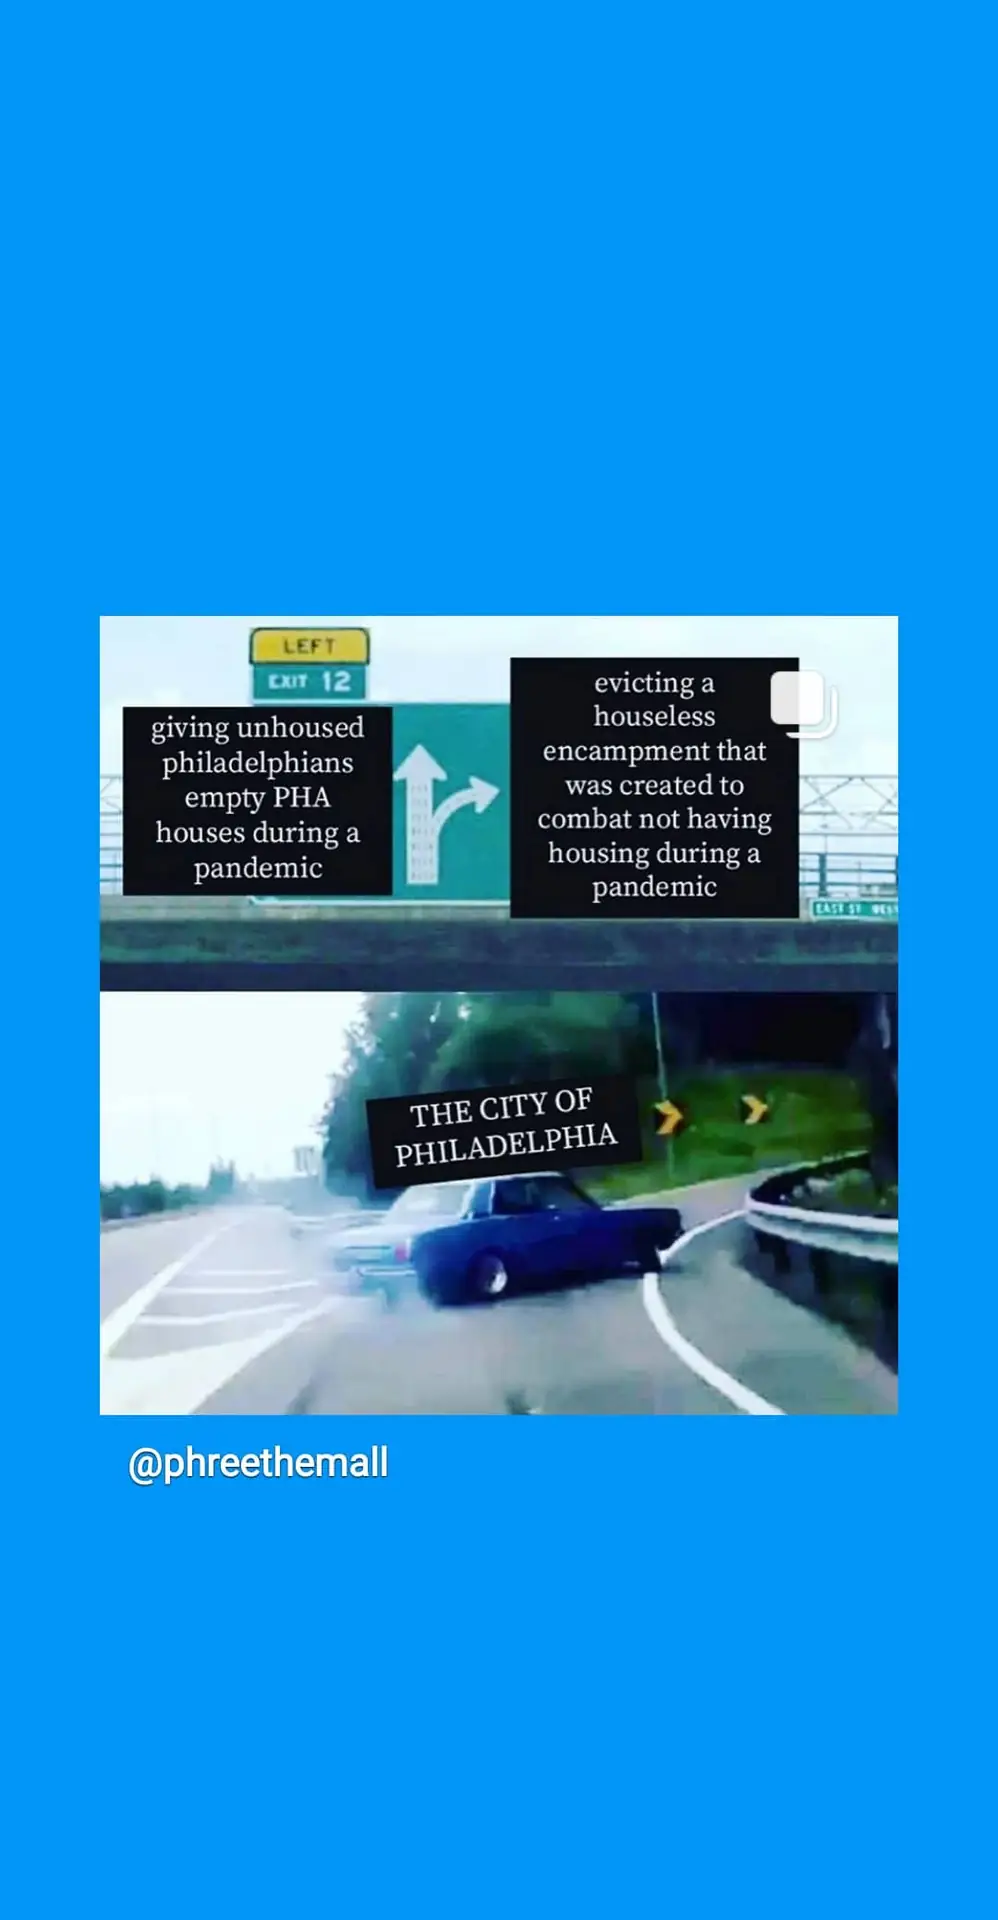 LEFT
EXIT 12
giving unhoused
philadelphians
empty PHA
houses during a
pandemic
evicting a
houseless
encampment that
was created to
combat not having
housing during a
pandemic
EAST ST WEST
THE CITY OF
PHILADELPHIA
@phreethemall